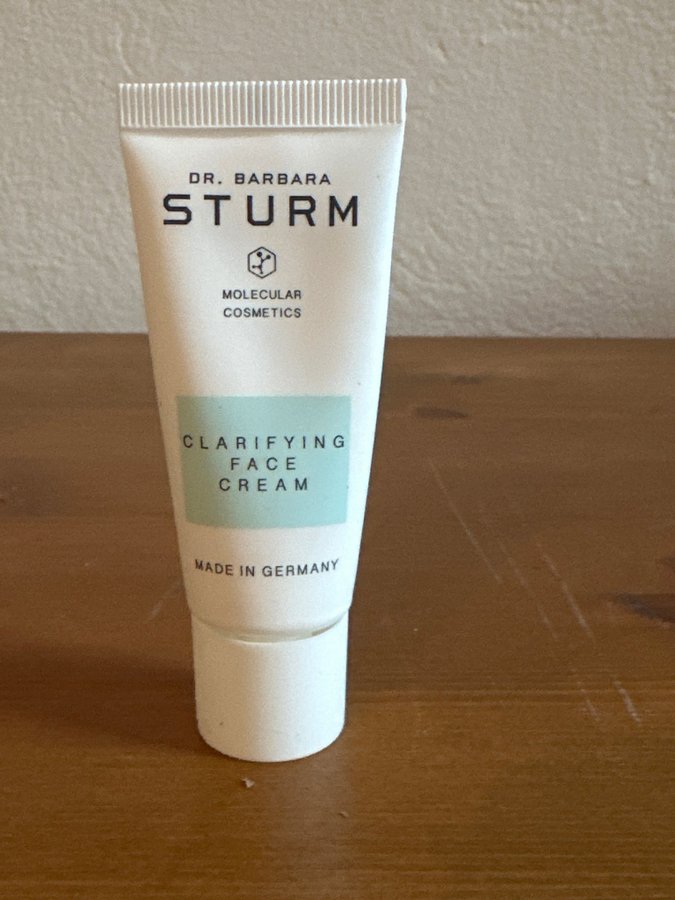 DR. BARBARA
STURM
MOLECULAR
COSMETICS
CLARIFYING
FACE
CREAM
MADE IN GERMANY